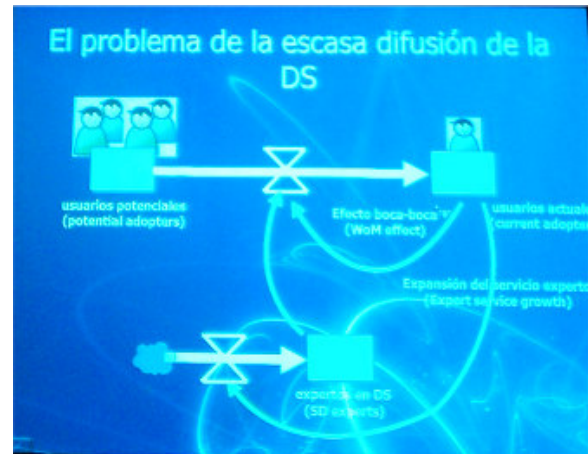 El problema de la escasa difusión de la
DS
usuarios potenciales
(potential adopters)
Efecto boca-boca
(WoM effect)
usuarios actuale
(current adopter
Expansión del servicio experto
(Expert service growth)
expertos en DS
(SD experts)